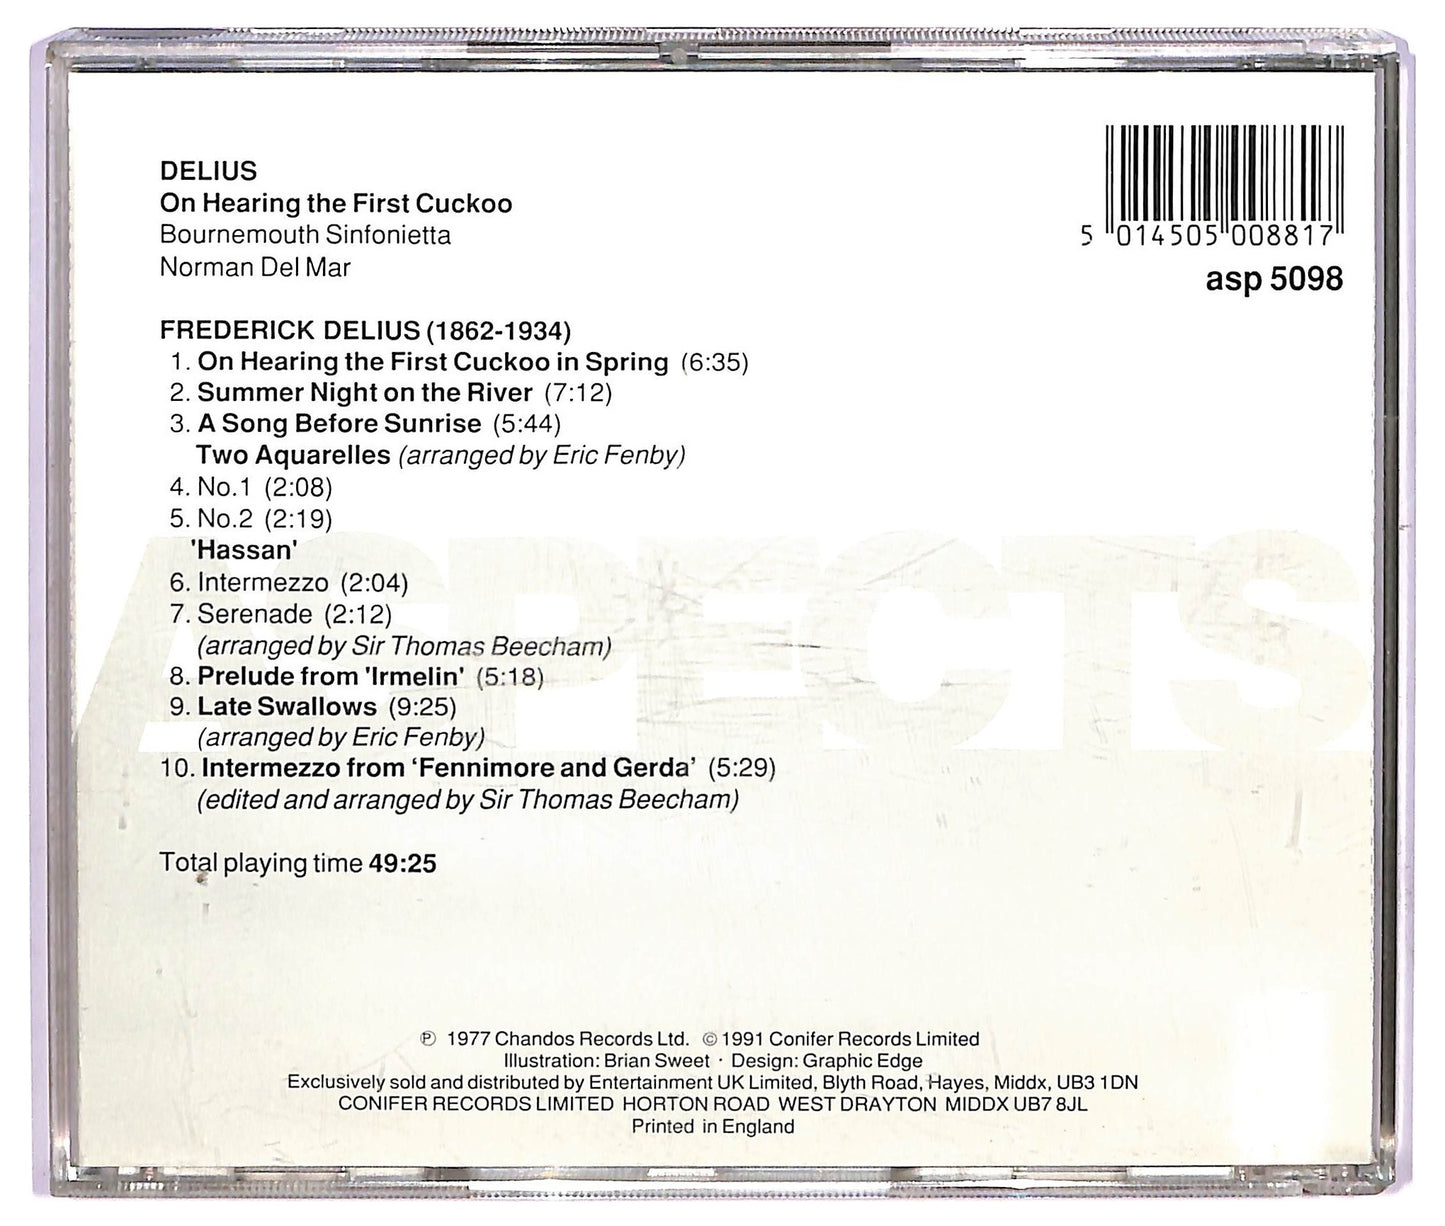 DELIUS
On Hearing the First Cuckoo
Bournemouth Sinfonietta
Norman Del Mar
5 014505 008817
asp 5098
FREDERICK DELIUS (1862-1934)
1. On Hearing the First Cuckoo in Spring (6:35)
2. Summer Night on the River (7:12)
3. A Song Before Sunrise (5:44)
Two Aquarelles (arranged by Eric Fenby)
4. No.1 (2:08)
5. No.2 (2:19)
'Hassan'
6. Intermezzo (2:04)
7. Serenade (2:12)
(arranged by Sir Thomas Beecham)
8. Prelude from 'Irmelin' (5:18)
9. Late Swallows (9:25)
(arranged by Eric Fenby)
10. Intermezzo from ‘Fennimore and Gerda’ (5:29)
(edited and arranged by Sir Thomas Beecham)
ASPECTS
Total playing time 49:25
℗ 1977 Chandos Records Ltd. © 1991 Conifer Records Limited
Illustration: Brian Sweet · Design: Graphic Edge
Exclusively sold and distributed by Entertainment UK Limited, Blyth Road, Hayes, Middx, UB3 1DN
CONIFER RECORDS LIMITED HORTON ROAD WEST DRAYTON MIDDX UB7 8JL
Printed in England